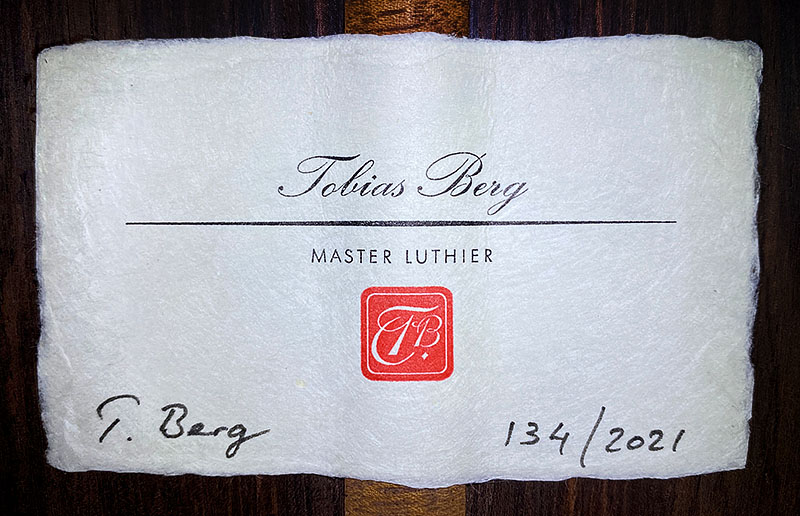 Tobias Berg
MASTER LUTHIER
TB
T. Berg
134/2021